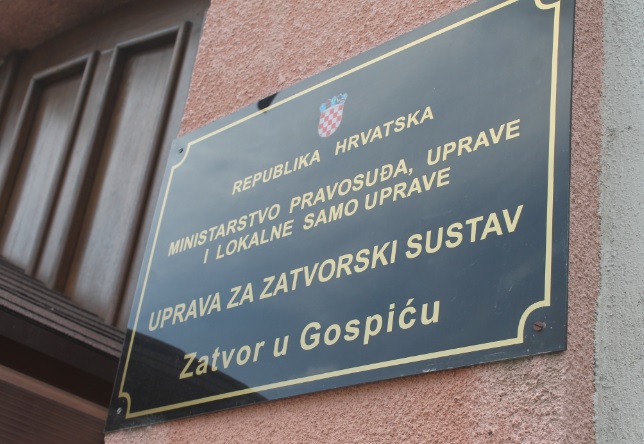 REPUBLIKA HRVATSKA
MINISTARSTVO PRAVOSUĐA, UPRAVE
I LOKALNE SAMO UPRAVE
UPRAVA ZA ZATVORSKI SUSTAV
Zatvor u Gospiću